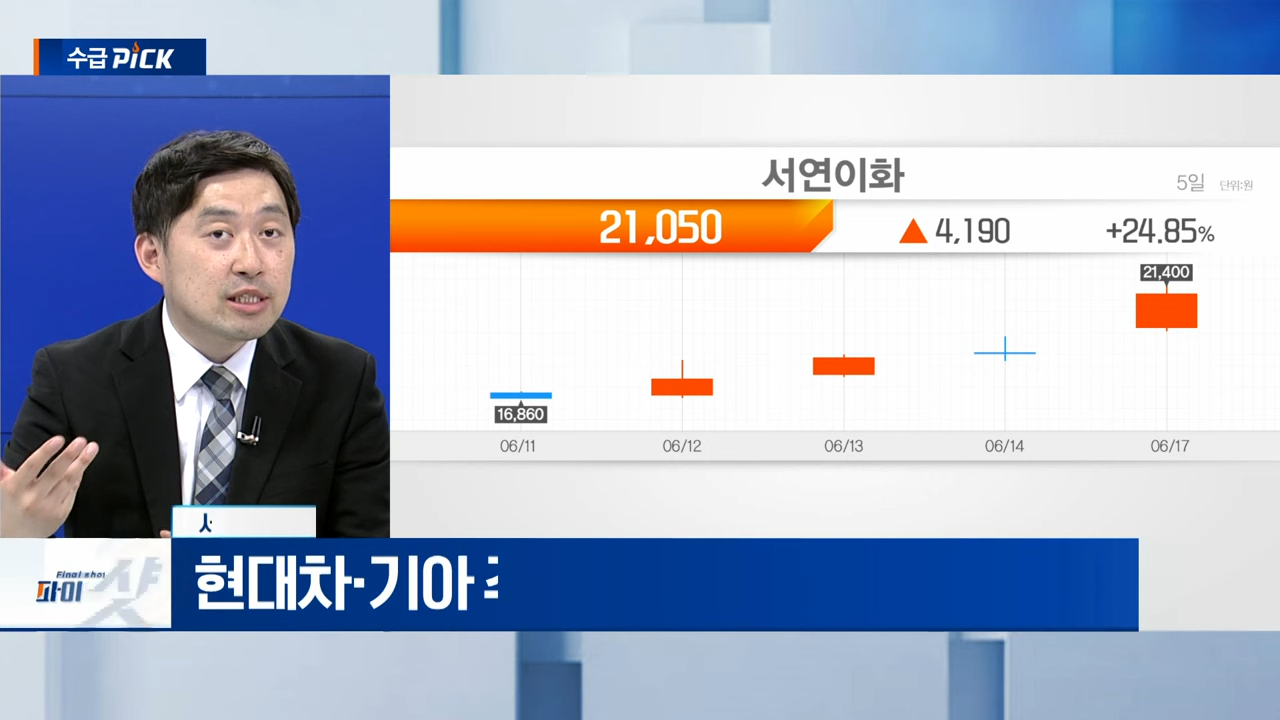 수급 PiCK
서연이화
5일 단위:원
21,050 ▲ 4,190 +24.85%
21,400
16,860
06/11 06/12 06/13 06/14 06/17
Final shot
파이 샷
현대차·기아